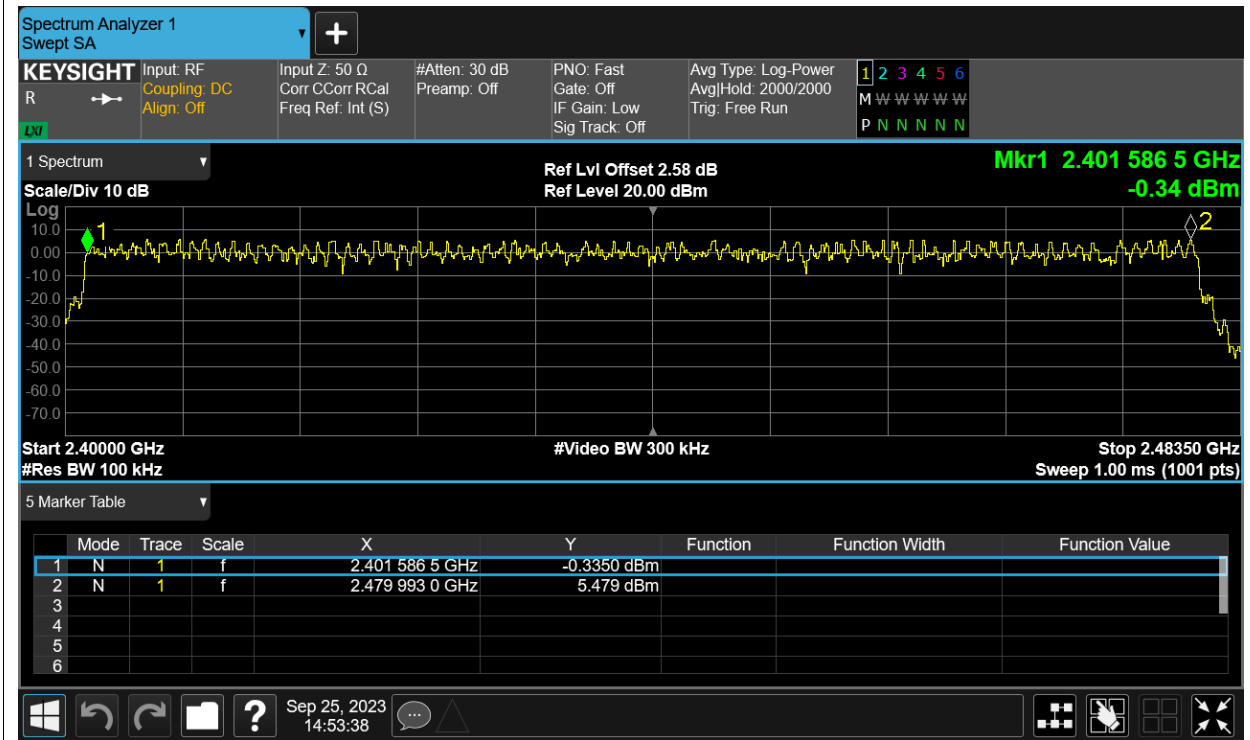 Spectrum Analyzer 1
Swept SA
+
KEYSIGHT
R
LXI
Input: RF
Coupling: DC
Align: Off
Input Z: 50 Ω
Corr CCorr RCal
Freq Ref: Int (S)
#Atten: 30 dB
Preamp: Off
PNO: Fast
Gate: Off
IF Gain: Low
Sig Track: Off
Avg Type: Log-Power
Avg|Hold: 2000/2000
Trig: Free Run
1 2 3 4 5 6
M W W W W W
P N N N N N
1 Spectrum
Scale/Div 10 dB
Ref Lvl Offset 2.58 dB
Ref Level 20.00 dBm
Mkr1 2.401 586 5 GHz
-0.34 dBm
Log
10.0
0.00
-10.0
-20.0
-30.0
-40.0
-50.0
-60.0
-70.0
1
2
Start 2.40000 GHz
#Video BW 300 kHz
Stop 2.48350 GHz
#Res BW 100 kHz
Sweep 1.00 ms (1001 pts)
5 Marker Table
Mode Trace Scale X Y Function Function Width Function Value
1 N 1 f 2.401 586 5 GHz -0.3350 dBm
2 N 1 f 2.479 993 0 GHz 5.479 dBm
3
4
5
6
?
Sep 25, 2023
14:53:38